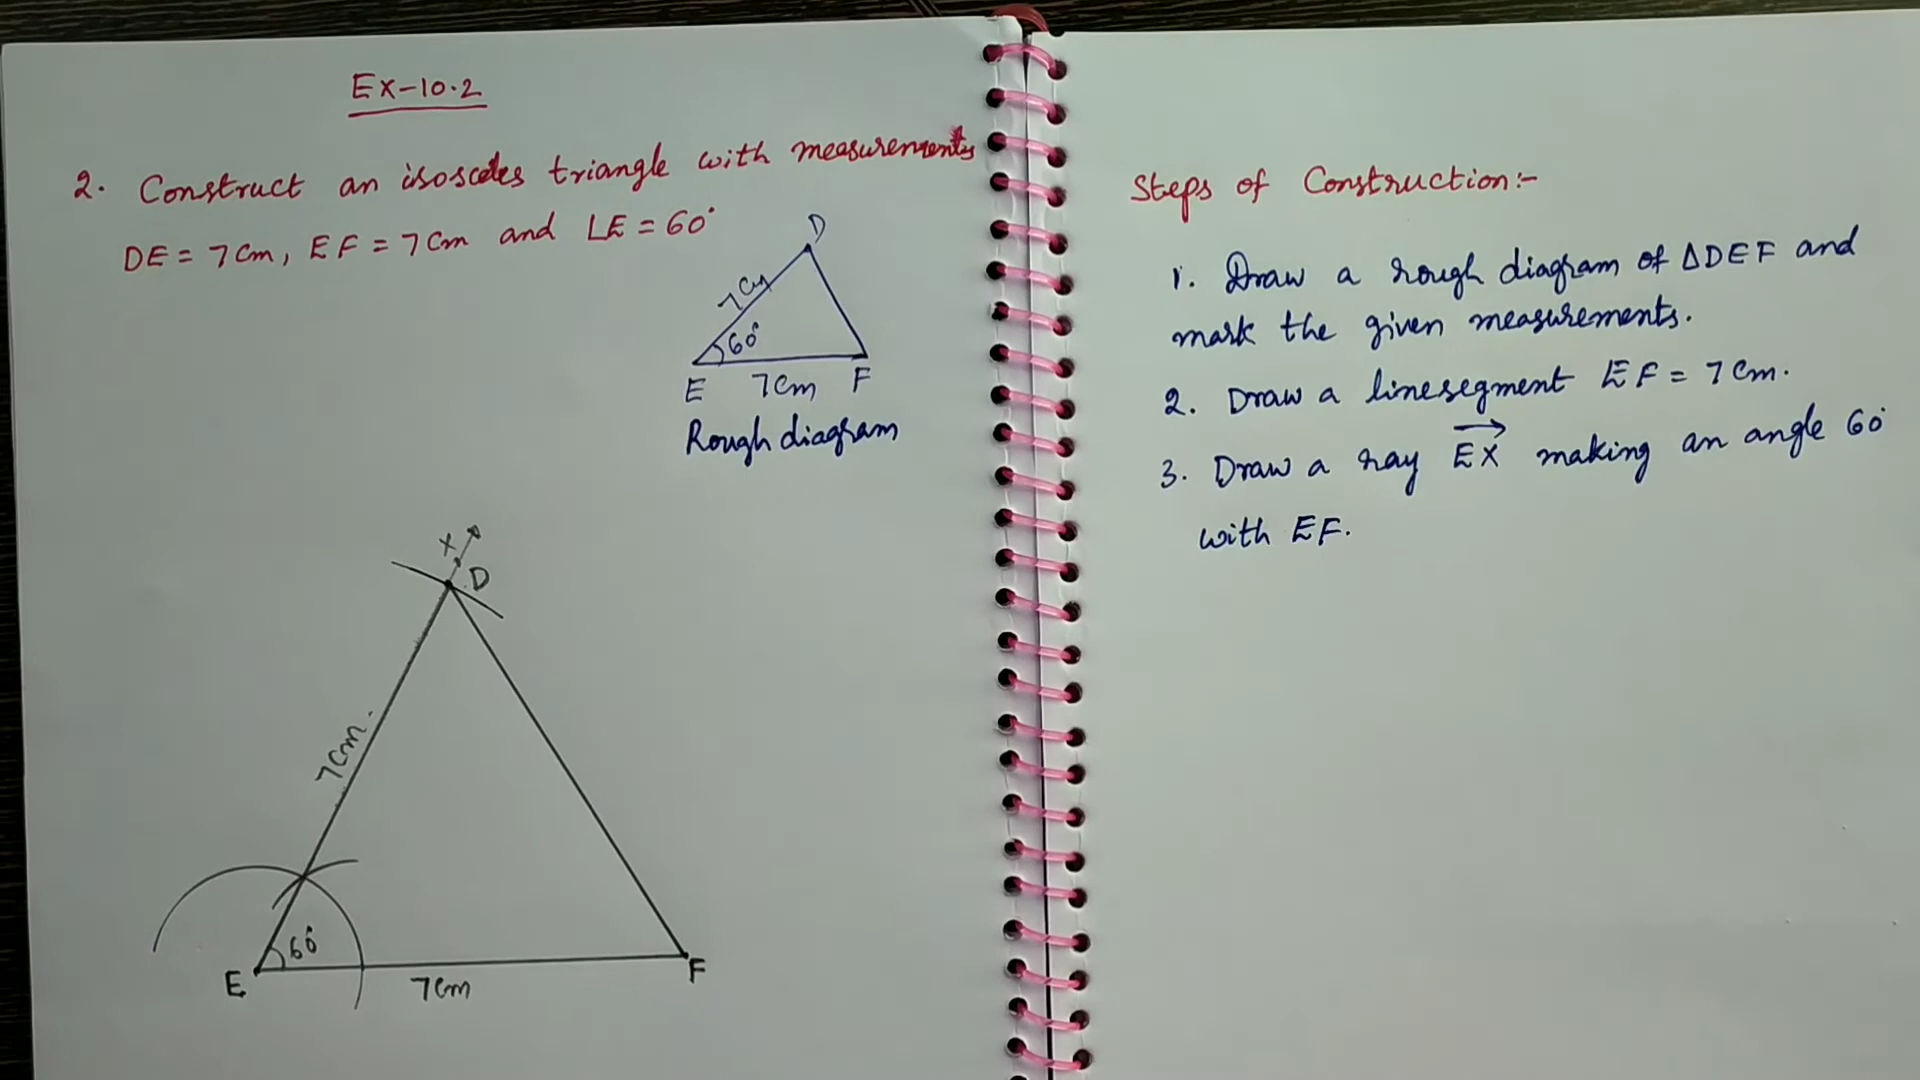 Ex-10.2
2. Construct an isosceles triangle with measurements
DE = 7cm, EF = 7cm and ∠E = 60°
D
7cm
60°
E 7cm F
Rough diagram
X
D
7cm.
60°
E
7cm
F
Steps of Construction:-
1. Draw a rough diagram of ΔDEF and
mark the given measurements.
2. Draw a linesegment EF = 7cm.
3. Draw a ray EX→ making an angle 60°
with EF.